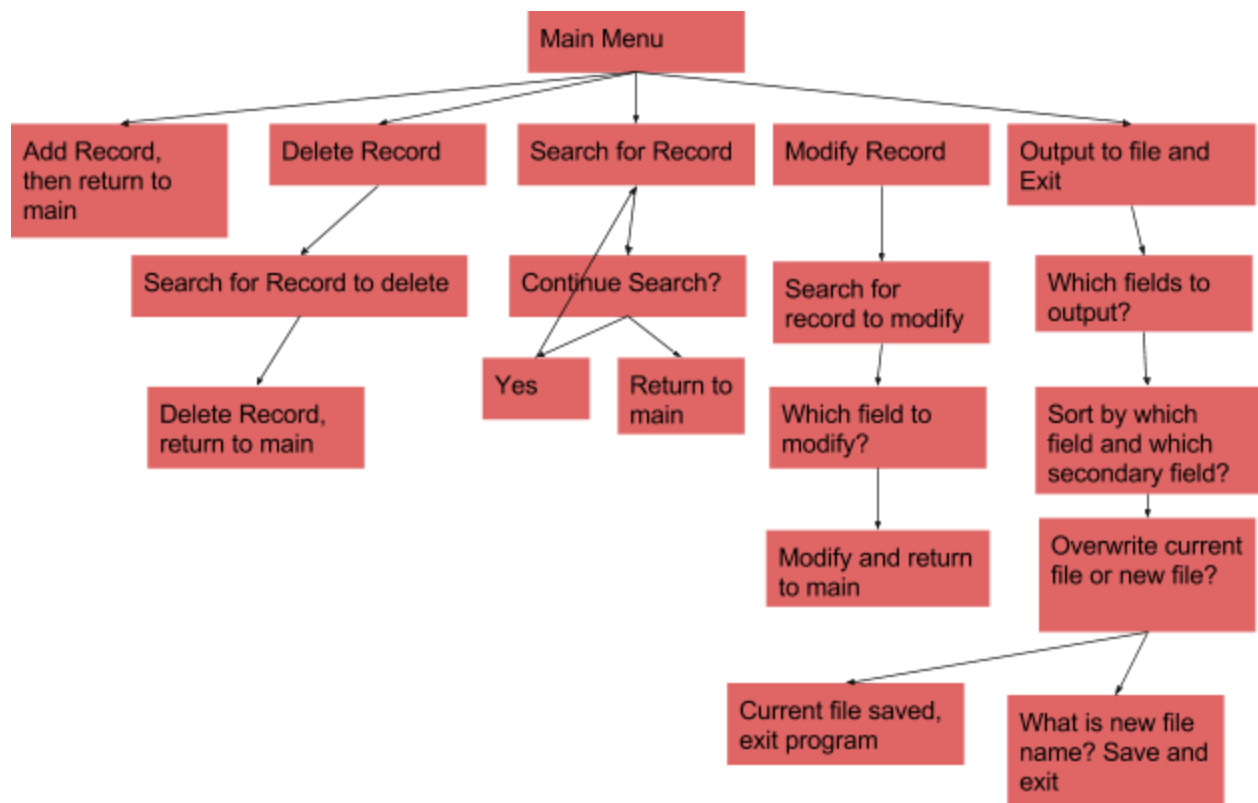 Main Menu
Add Record,
then return to
main
Delete Record
Search for Record
Modify Record
Output to file and
Exit
Search for Record to delete
Continue Search?
Search for
record to modify
Which fields to
output?
Delete Record,
return to main
Yes
Return to
main
Which field to
modify?
Sort by which
field and which
secondary field?
Modify and return
to main
Overwrite current
file or new file?
Current file saved,
exit program
What is new file
name? Save and
exit